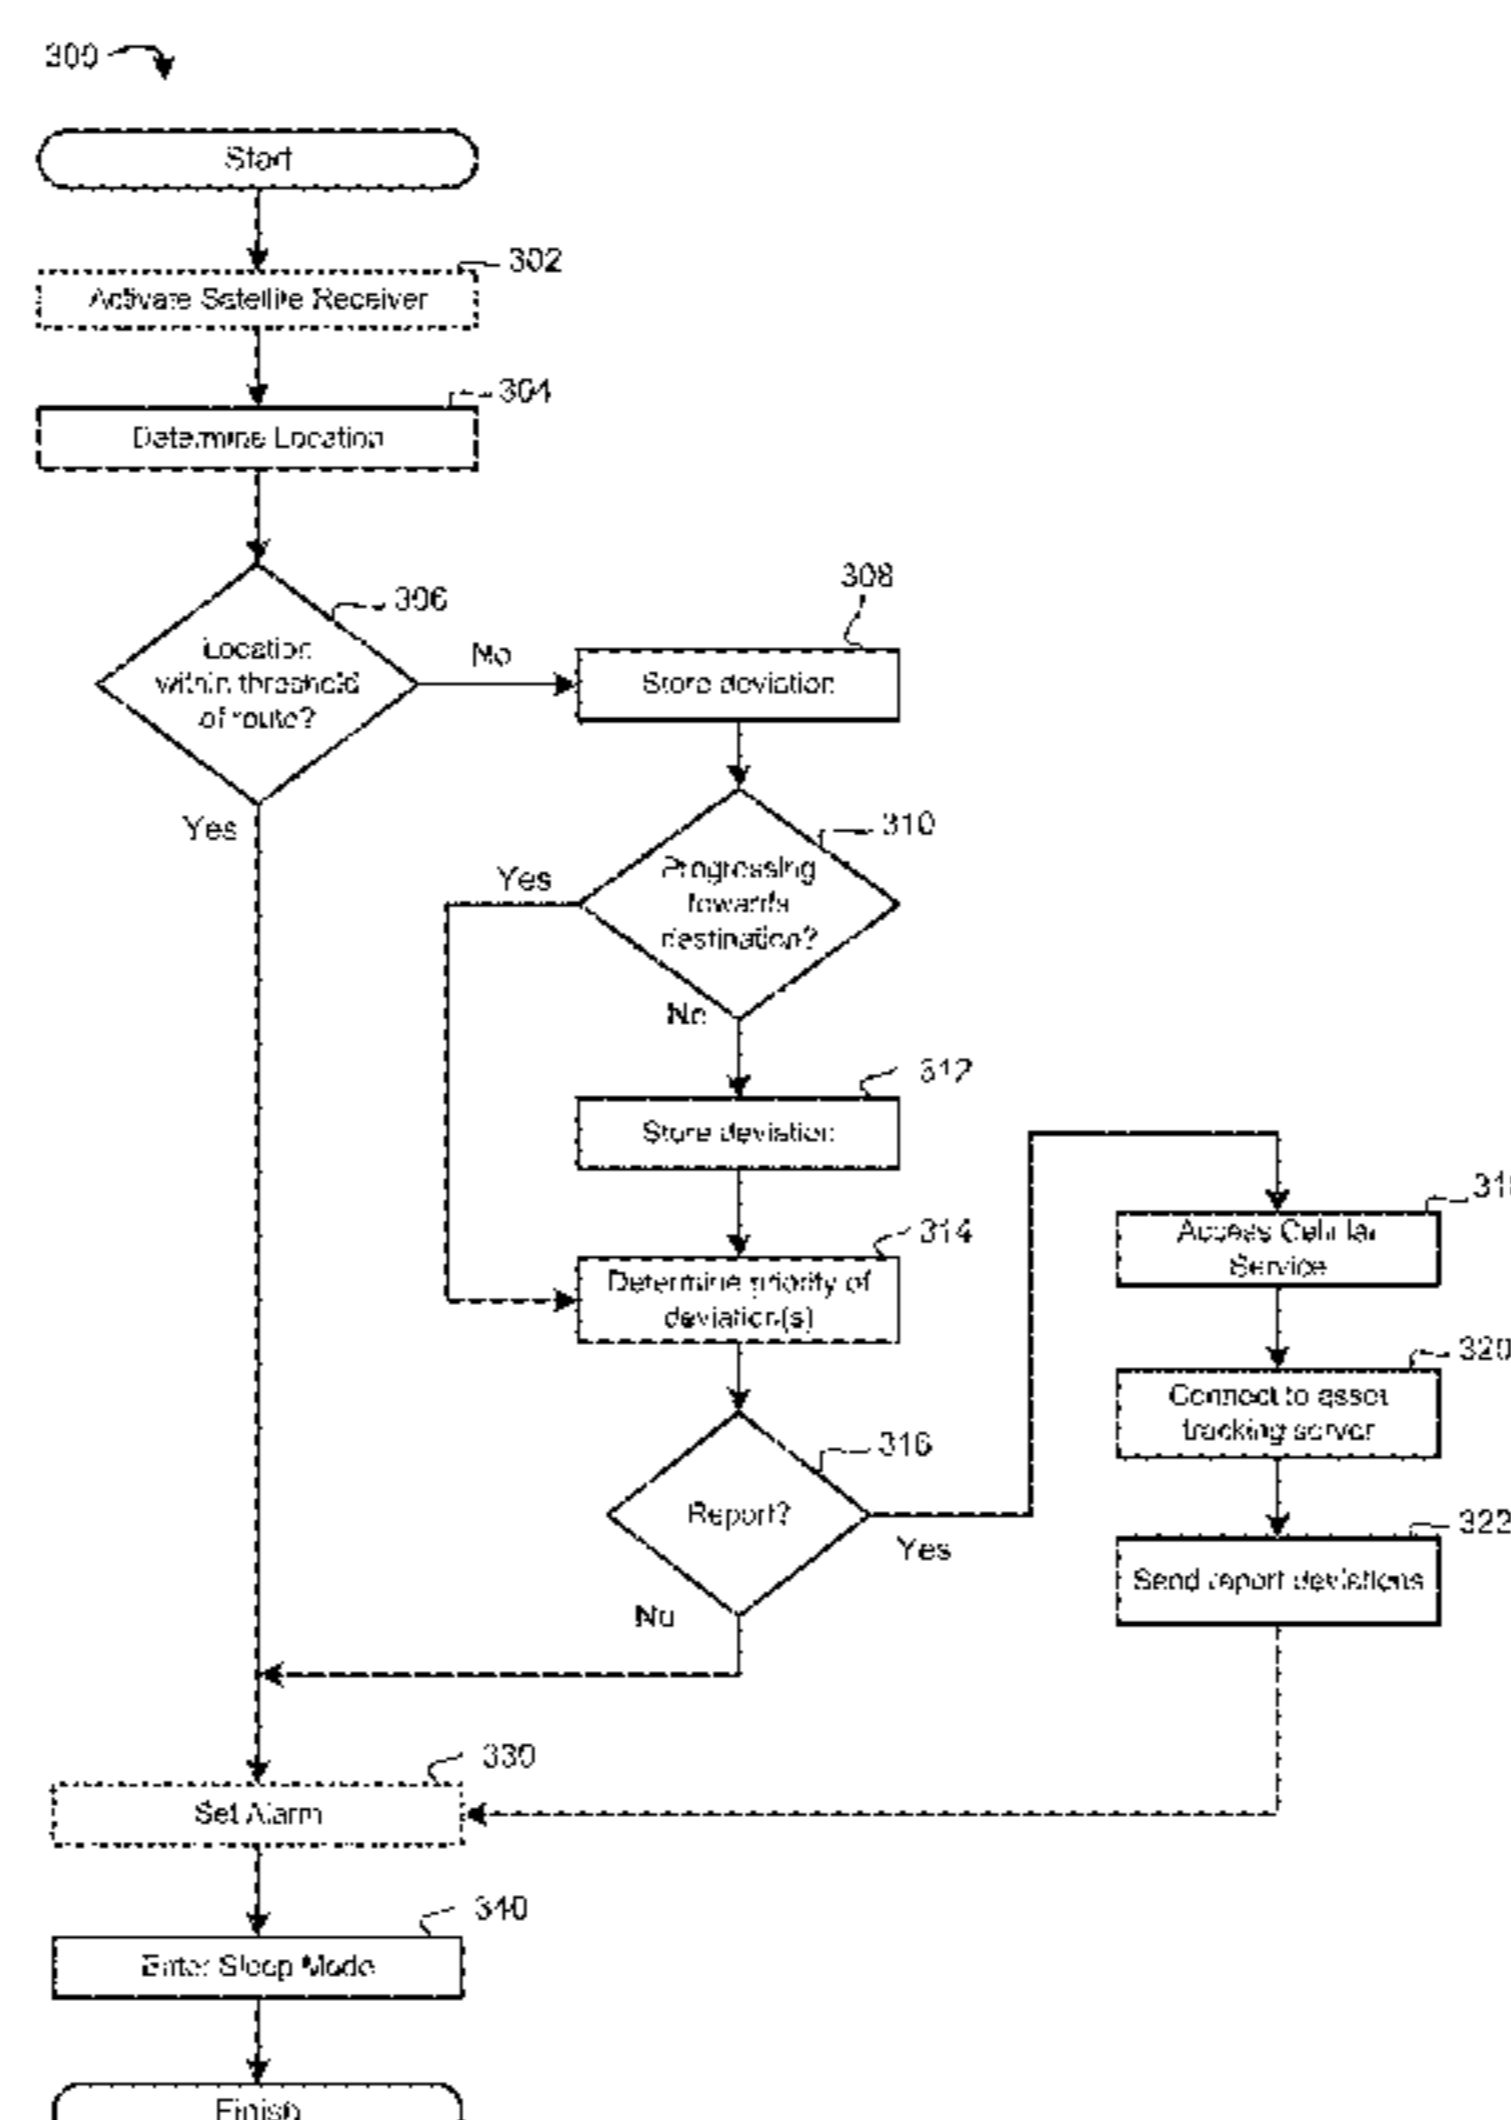 300
Start
302
Activate Satellite Receiver
304
Determine Location
306
Location
within threshold
of route?
No
Yes
308
Store deviation
310
Progressing
towards
destination?
Yes
No
312
Store deviation
314
Determine priority of
deviation(s)
316
Report?
Yes
No
Access Cellular
Service
320
Connect to asset
tracking server
322
Send report deviations
330
Set Alarm
340
Enter Sleep Mode
Finish